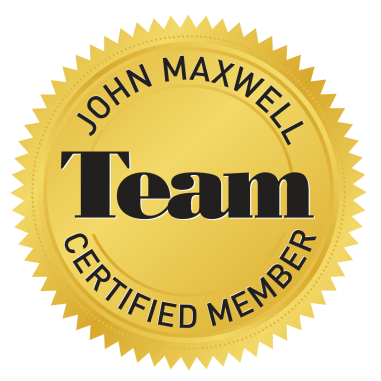 JOHN MAXWELL
Team
CERTIFIED MEMBER